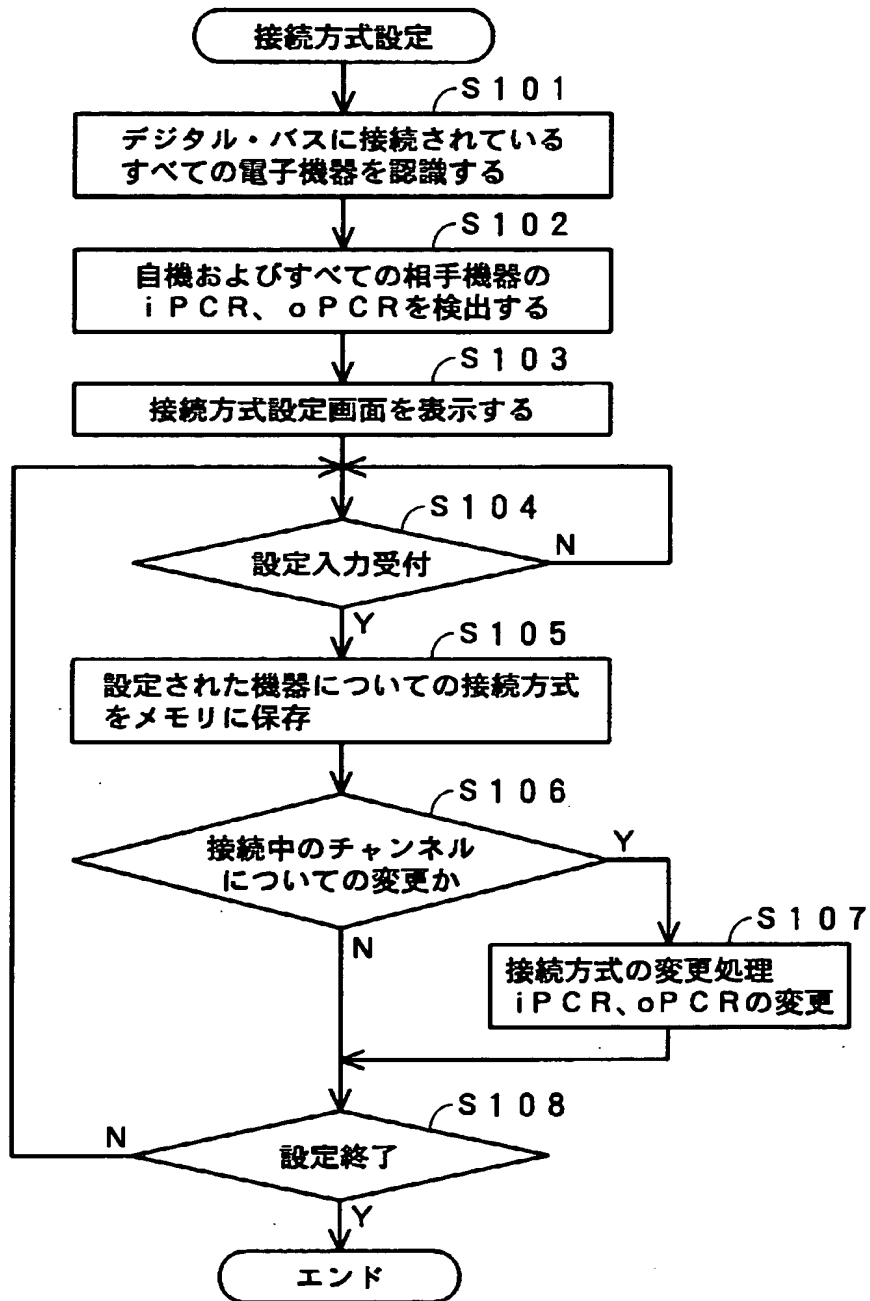 接続方式設定
S101
デジタル・バスに接続されている
すべての電子機器を認識する
S102
自機およびすべての相手機器の
iPCR、oPCRを検出する
S103
接続方式設定画面を表示する
S104
設定入力受付
N
Y
S105
設定された機器についての接続方式
をメモリに保存
S106
接続中のチャンネル
についての変更か
Y
N
S107
接続方式の変更処理
iPCR、oPCRの変更
S108
設定終了
N
Y
エンド